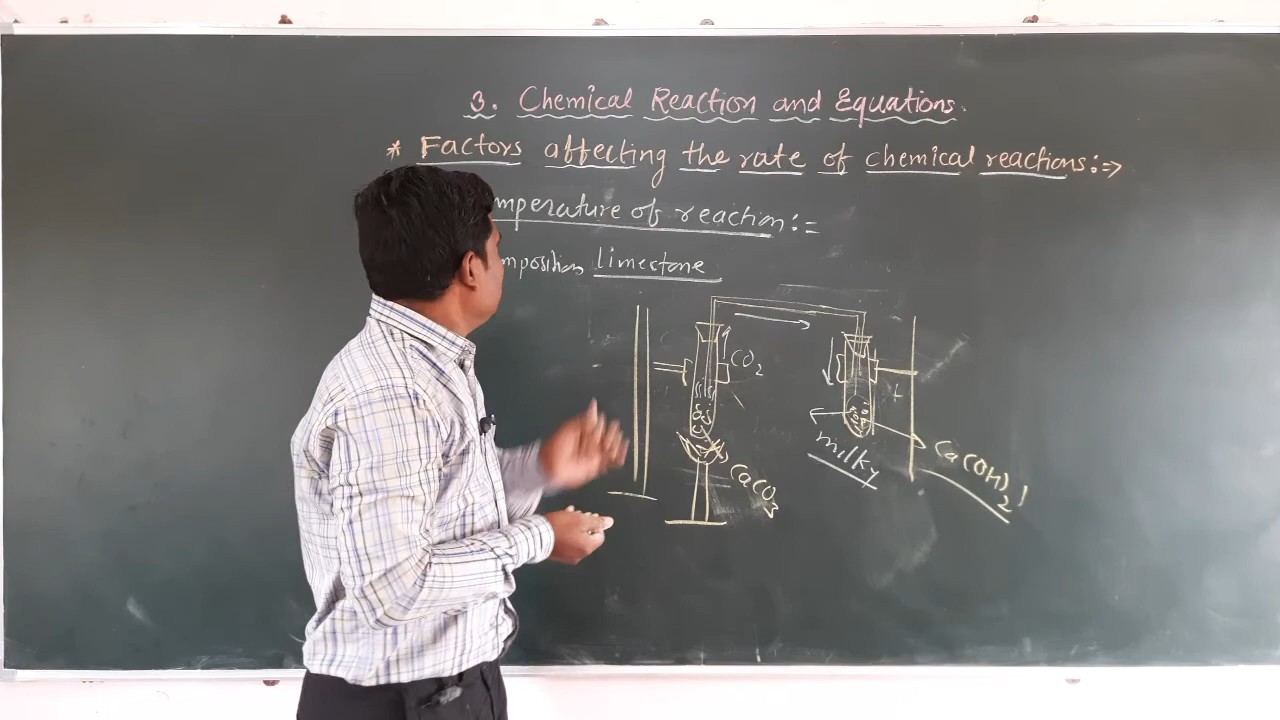 3. Chemical Reaction and Equations.
* Factors affecting the rate of chemical reactions:⇒
mperature of reaction:=
mposition limestone
CO2
milky
Ca(OH)2
CaCO3